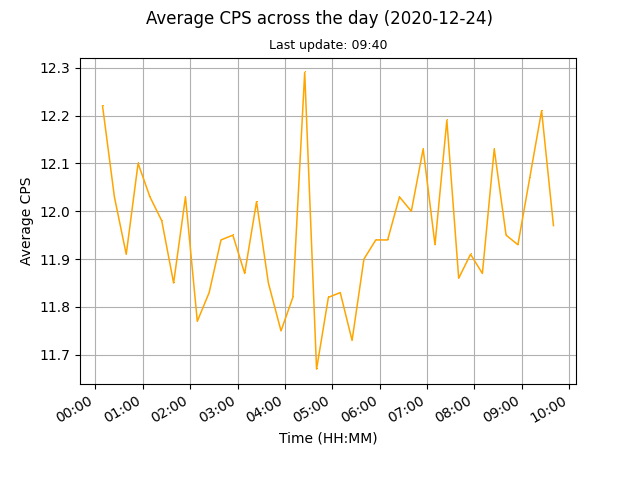 Average CPS across the day (2020-12-24)
Last update: 09:40
12.3
12.2
12.1
12.0
11.9
11.8
11.7
Average CPS
00:00 01:00 02:00 03:00 04:00 05:00 06:00 07:00 08:00 09:00 10:00
Time (HH:MM)